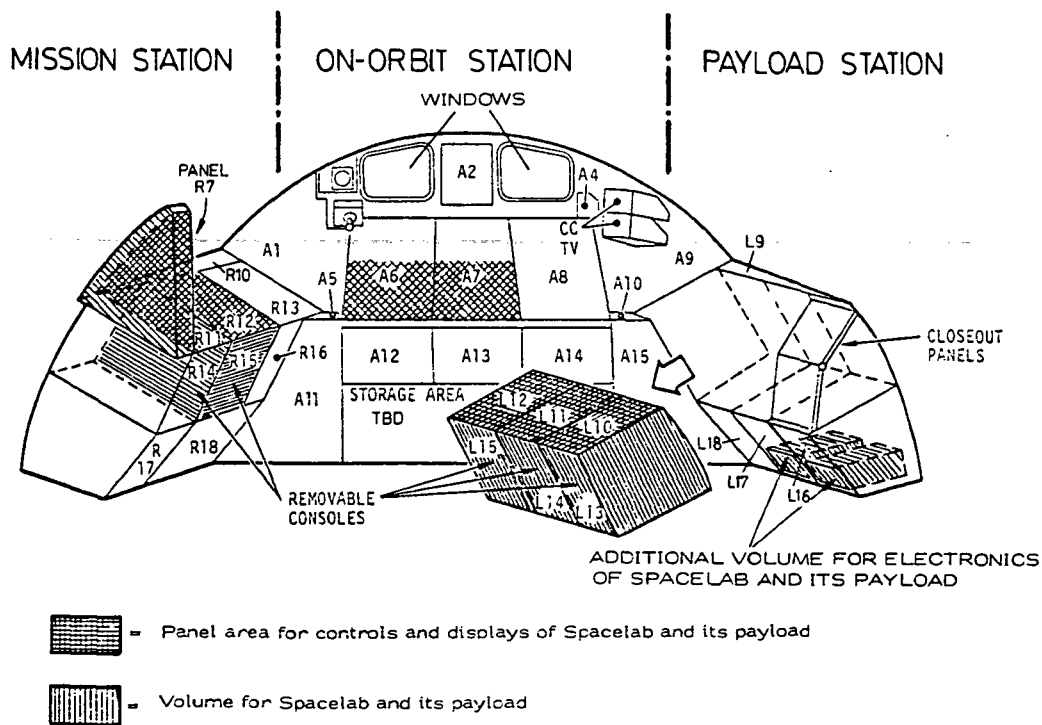 MISSION STATION
ON-ORBIT STATION
PAYLOAD STATION
WINDOWS
PANEL
R7
A2
A4
CC
TV
A1
R10
A5
A6
A7
A8
A10
A9
L9
R13
R12
R11
R15
R14
R16
A12
A13
A14
A15
CLOSEOUT
PANELS
A11
STORAGE AREA
TBD
L12
L11
L10
L15
L14
L13
R
17
R18
L18
L17
L16
REMOVABLE
CONSOLES
ADDITIONAL VOLUME FOR ELECTRONICS
OF SPACELAB AND ITS PAYLOAD
= Panel area for controls and displays of Spacelab and its payload
= Volume for Spacelab and its payload